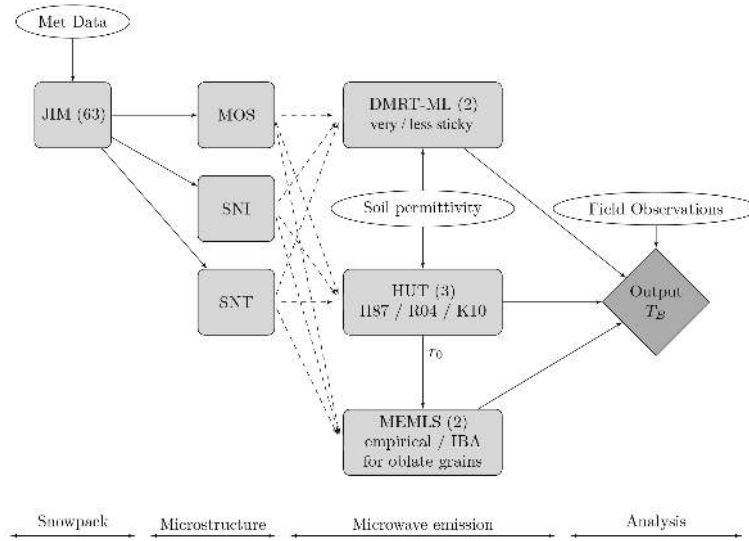 Met Data
JIM (63)
MOS
DMRT-ML (2)
very / less sticky
SNI
Soil permittivity
Field Observations
SNT
HUT (3)
H87 / R04 / K10
Output
T_B
r_0
MEMLS (2)
empirical / IBA
for oblate grains
Snowpack
Microstructure
Microwave emission
Analysis